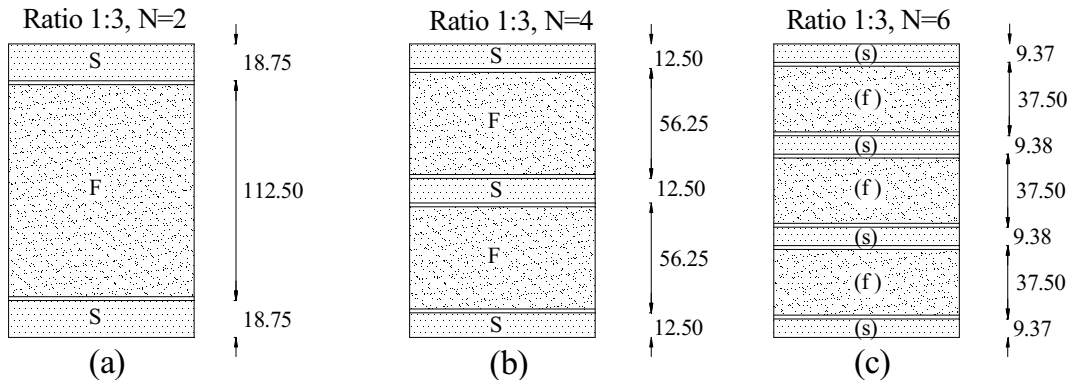 Ratio 1:3, N=2
S
F
S
18.75
112.50
18.75
(a)
Ratio 1:3, N=4
S
F
S
F
S
12.50
56.25
12.50
56.25
12.50
(b)
Ratio 1:3, N=6
(s)
(f )
(s)
(f )
(s)
(f )
(s)
9.37
37.50
9.38
37.50
9.38
37.50
9.37
(c)